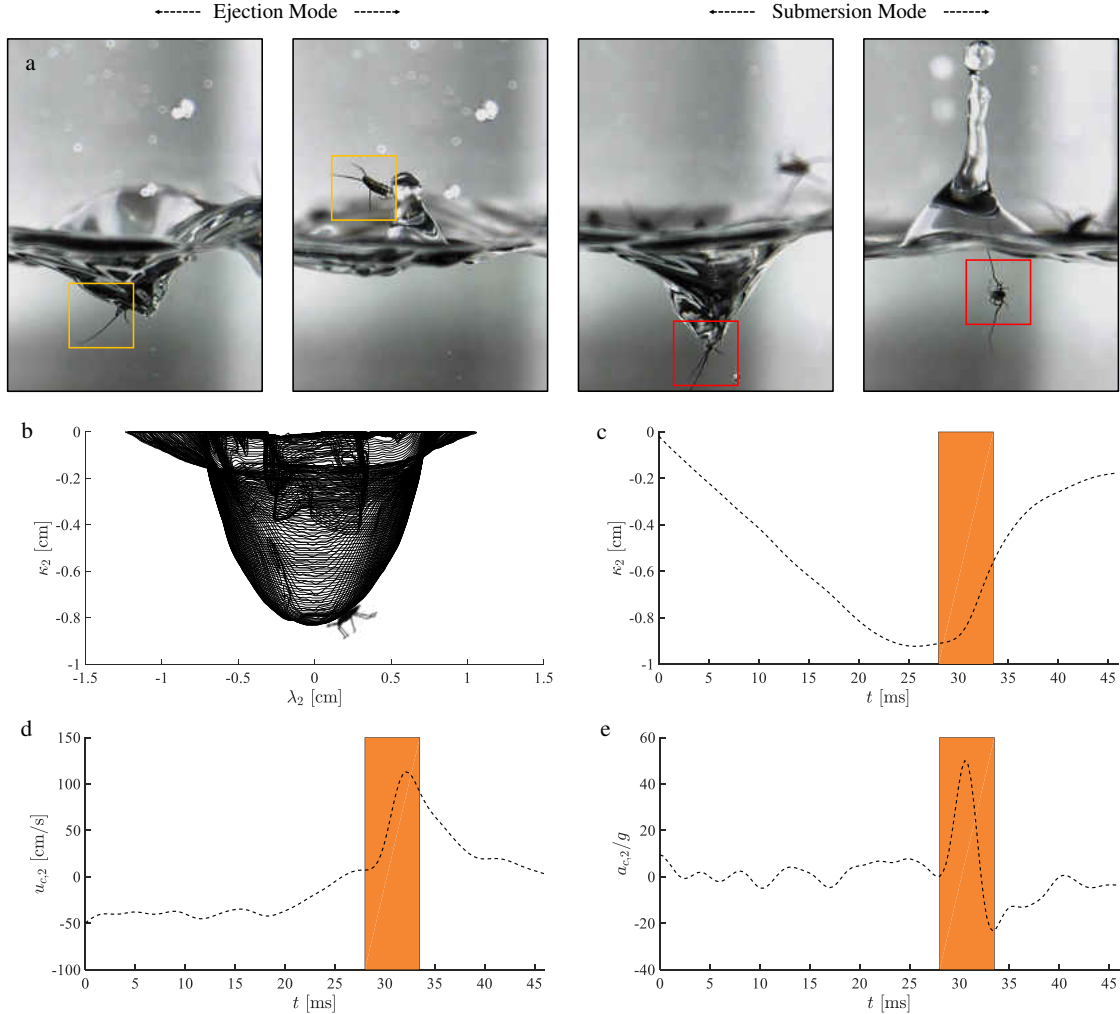 Ejection Mode
Submersion Mode
a
b
0
-0.2
-0.4
-0.6
-0.8
-1
κ₂ [cm]
-1.5 -1 -0.5 0 0.5 1 1.5
λ₂ [cm]
c
0
-0.2
-0.4
-0.6
-0.8
-1
κ₂ [cm]
0 5 10 15 20 25 30 35 40 45
t [ms]
d
150
100
50
0
-50
-100
u_{c,2} [cm/s]
0 5 10 15 20 25 30 35 40 45
t [ms]
e
60
40
20
0
-20
-40
a_{c,2}/g
0 5 10 15 20 25 30 35 40 45
t [ms]